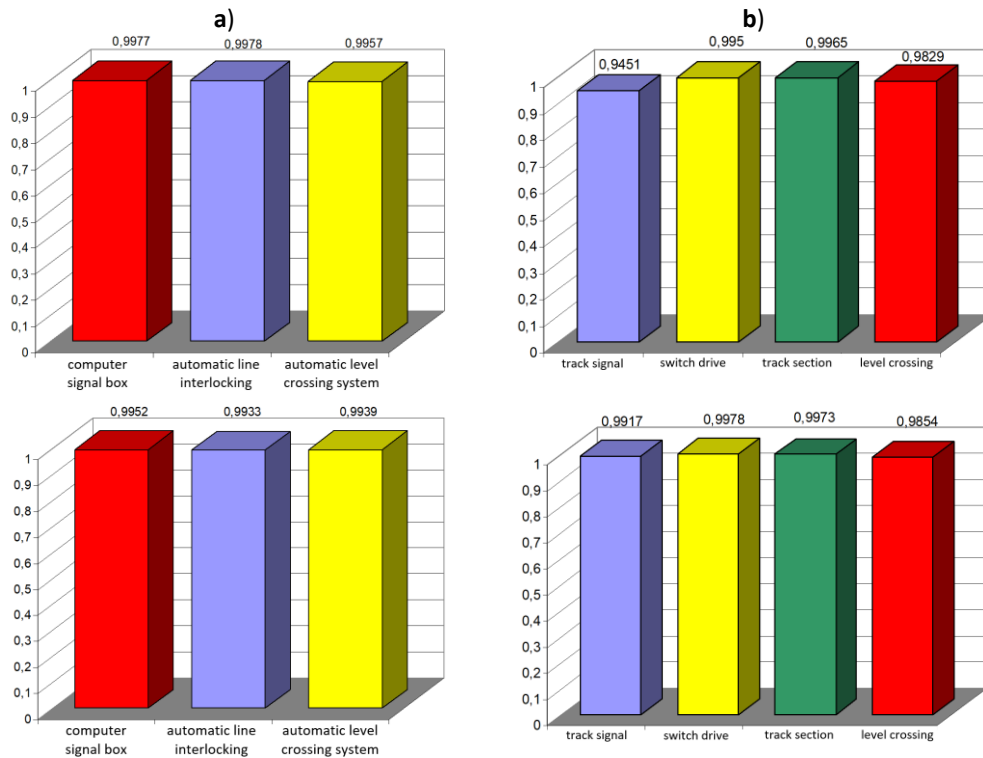 a)
0,9977
0,9978
0,9957
1
0,9
0,8
0,7
0,6
0,5
0,4
0,3
0,2
0,1
0
computer
signal box
automatic line
interlocking
automatic level
crossing system
b)
0,9451
0,995
0,9965
0,9829
1
0,9
0,8
0,7
0,6
0,5
0,4
0,3
0,2
0,1
0
track signal
switch drive
track section
level crossing
0,9952
0,9933
0,9939
1
0,9
0,8
0,7
0,6
0,5
0,4
0,3
0,2
0,1
0
computer
signal box
automatic line
interlocking
automatic level
crossing system
0,9917
0,9978
0,9973
0,9854
1
0,9
0,8
0,7
0,6
0,5
0,4
0,3
0,2
0,1
0
track signal
switch drive
track section
level crossing